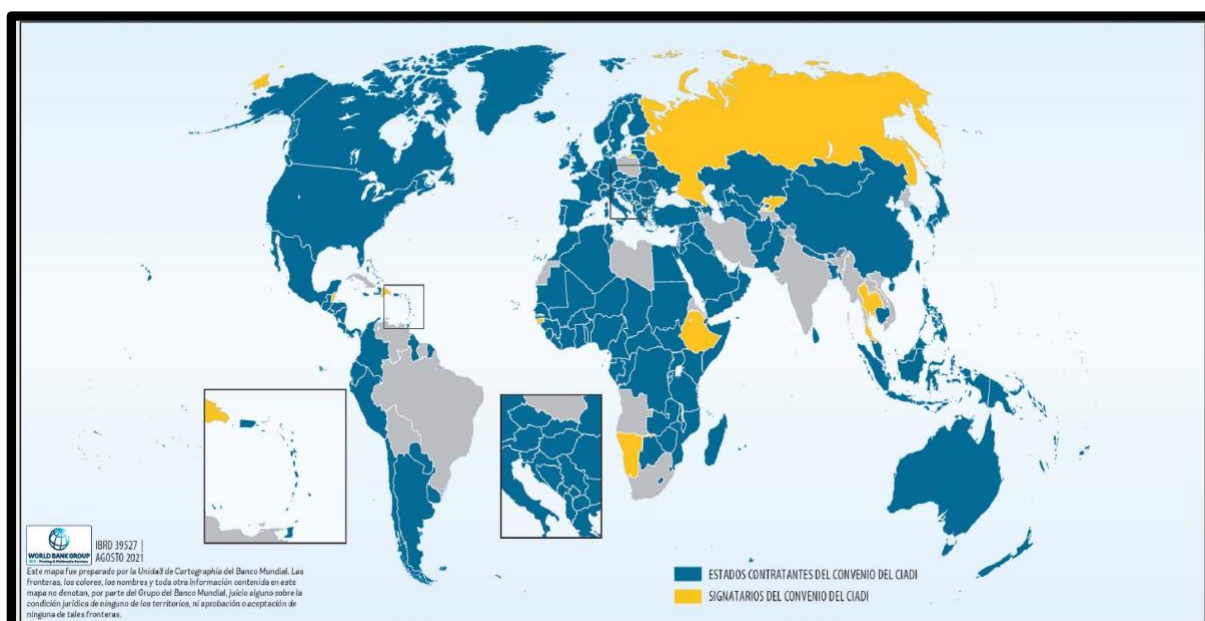 WORLD BANK GROUP
IBRD 39527 |
AGOSTO 2021
Este mapa fue preparado por la Unidad de Cartographía del Banco Mundial. Las
fronteras, los colores, los nombres y toda otra información contenida en este
mapa no denotan, por parte del Grupo del Banco Mundial, juicio alguno sobre la
condición jurídica de ninguno de los territorios, ni aprobación o aceptación de
ninguna de tales fronteras.
ESTADOS CONTRATANTES DEL CONVENIO DEL CIADI
SIGNATARIOS DEL CONVENIO DEL CIADI